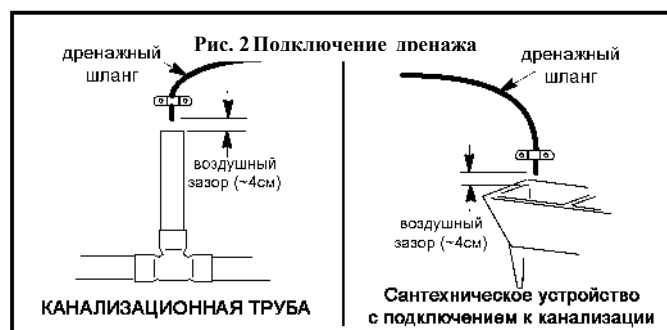 Рис. 2 Подключение дренажа
дренажный
шланг
воздушный
зазор (~4см)
КАНАЛИЗАЦИОННАЯ ТРУБА
дренажный
шланг
воздушный
зазор (~4см)
Сантехническое устройство
с подключением к канализации